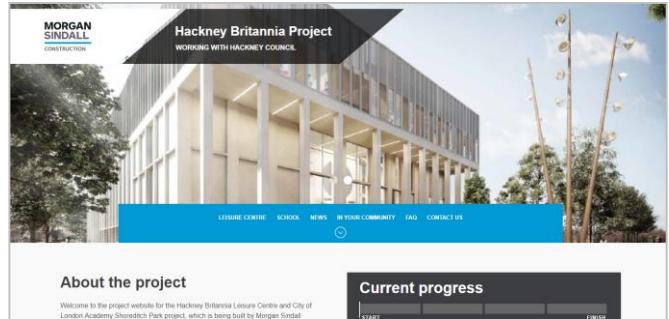 MORGAN
SINDALL
CONSTRUCTION
Hackney Britannia Project
WORKING WITH HACKNEY COUNCIL
LEISURE CENTRE SCHOOL NEWS IN YOUR COMMUNITY FAQ CONTACT US
About the project
Welcome to the project website for the Hackney Britannia Leisure Centre and City of
London Academy Shoreditch Park project, which is being built by Morgan Sindall
Current progress
START FINISH